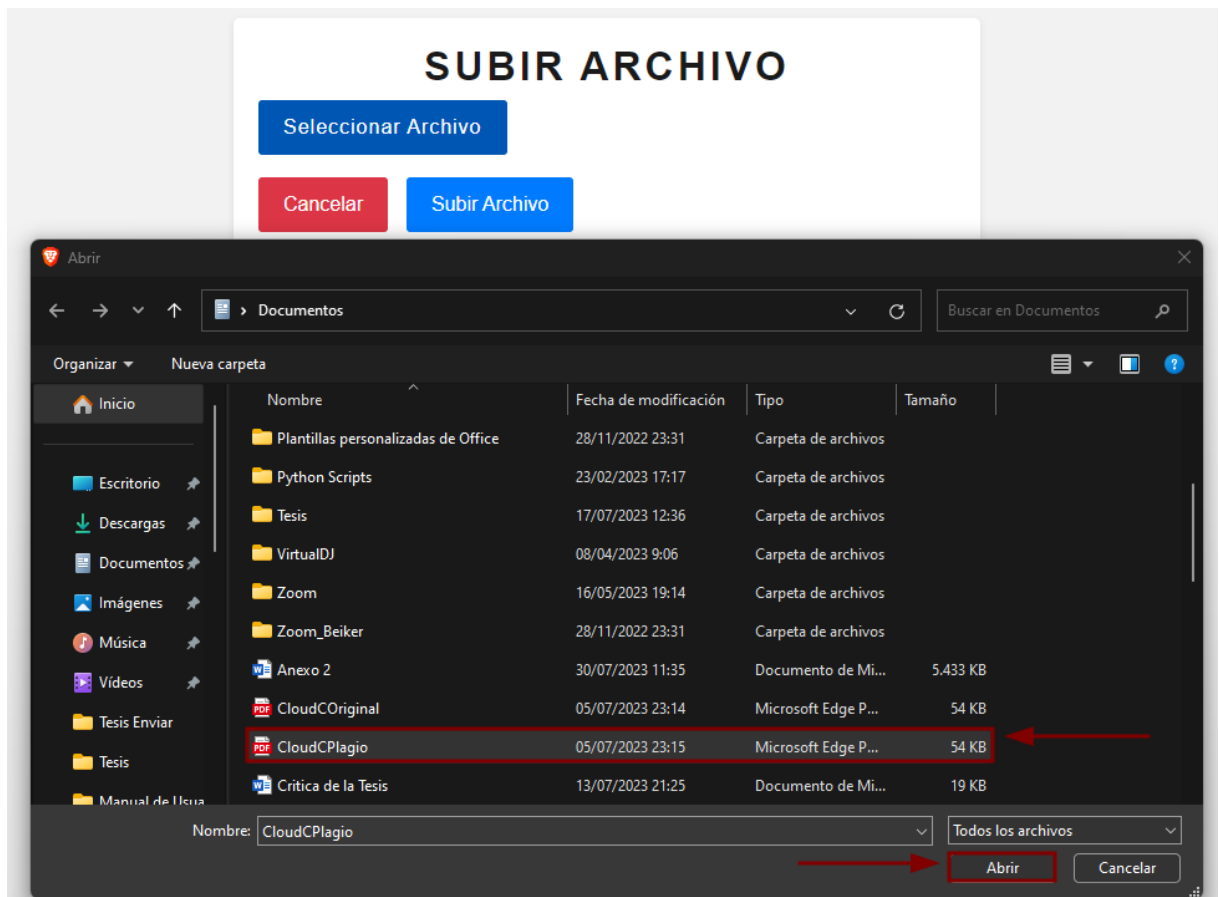 SUBIR ARCHIVO
Seleccionar Archivo
Cancelar Subir Archivo
Abrir
Documentos Buscar en Documentos
Organizar Nueva carpeta
Inicio Nombre Fecha de modificación Tipo Tamaño
Plantillas personalizadas de Office 28/11/2022 23:31 Carpeta de archivos
Escritorio Python Scripts 23/02/2023 17:17 Carpeta de archivos
Descargas Tesis 17/07/2023 12:36 Carpeta de archivos
Documentos VirtualDJ 08/04/2023 9:06 Carpeta de archivos
Imágenes Zoom 16/05/2023 19:14 Carpeta de archivos
Música Zoom_Beiker 28/11/2022 23:31 Carpeta de archivos
Vídeos Anexo 2 30/07/2023 11:35 Documento de Mi... 5.433 KB
Tesis Enviar PDF CloudCOriginal 05/07/2023 23:14 Microsoft Edge P... 54 KB
Tesis PDF CloudCPlagio 05/07/2023 23:15 Microsoft Edge P... 54 KB
Manual de Usua Critica de la Tesis 13/07/2023 21:25 Documento de Mi... 19 KB
Nombre: CloudCPlagio Todos los archivos
Abrir Cancelar